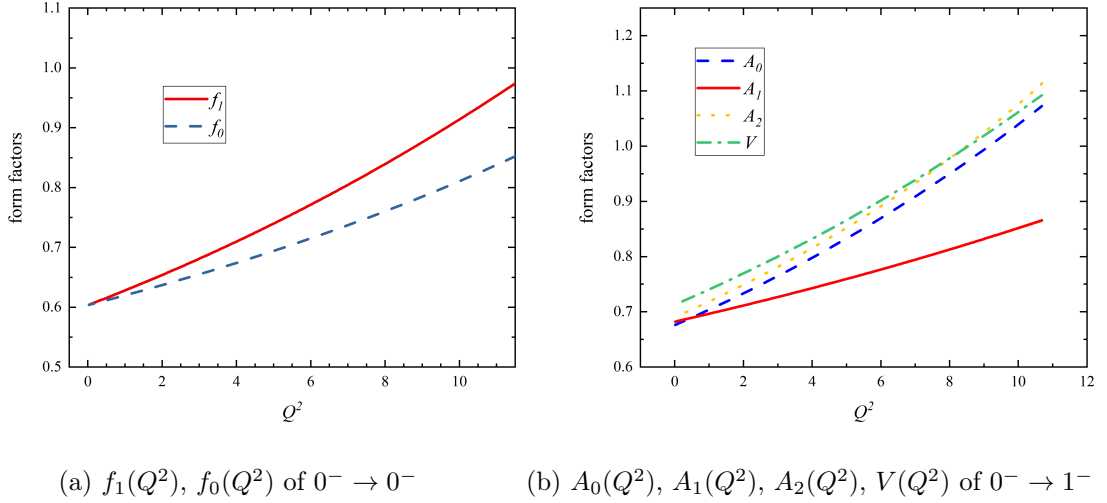 1.1
1.0
0.9
0.8
0.7
0.6
0.5
form factors
f₁
f₀
0 2 4 6 8 10
Q²
1.2
1.1
1.0
0.9
0.8
0.7
0.6
form factors
A₀
A₁
A₂
V
0 2 4 6 8 10 12
Q²
(a) f₁(Q²), f₀(Q²) of 0⁻ → 0⁻
(b) A₀(Q²), A₁(Q²), A₂(Q²), V(Q²) of 0⁻ → 1⁻